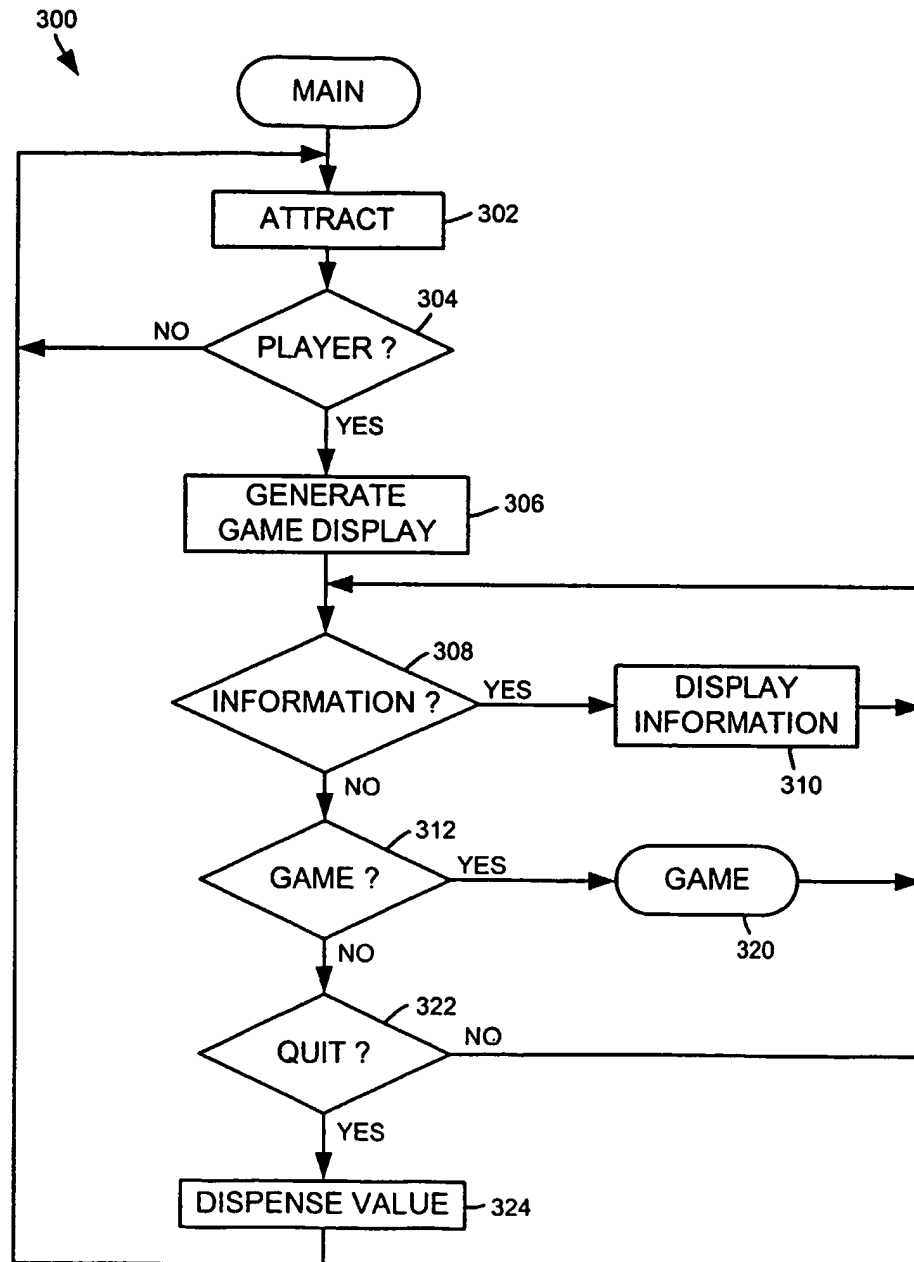 300
MAIN
ATTRACT
302
304
NO
PLAYER ?
YES
GENERATE
GAME DISPLAY
306
308
INFORMATION ?
YES
DISPLAY
INFORMATION
310
NO
312
GAME ?
YES
GAME
320
NO
322
QUIT ?
NO
YES
DISPENSE VALUE
324